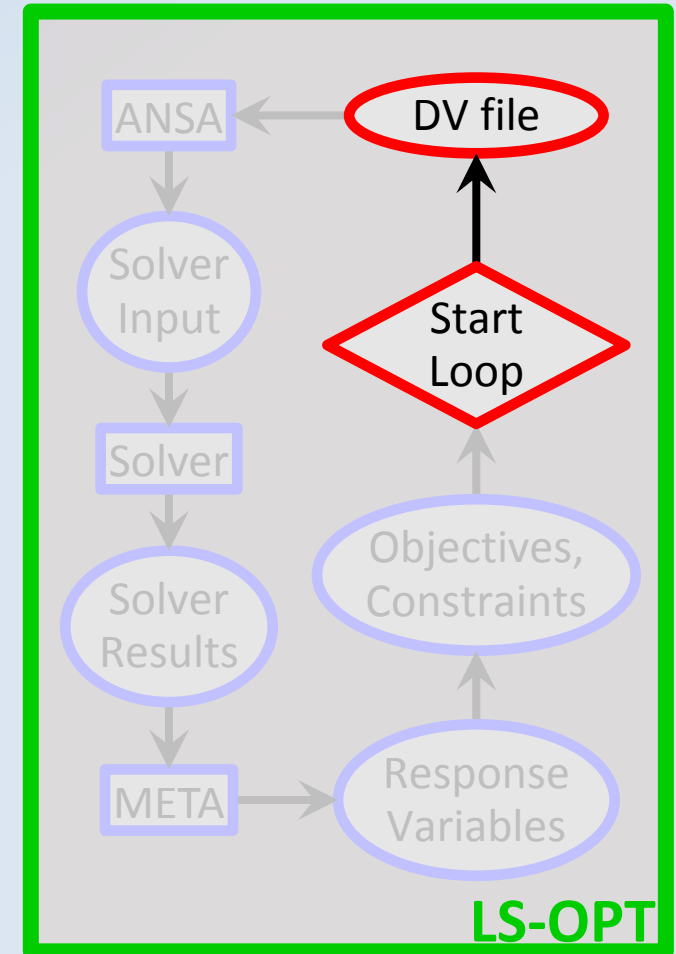 ANSA
DV file
Solver
Input
Start
Loop
Solver
Objectives,
Constraints
Solver
Results
META
Response
Variables
LS-OPT